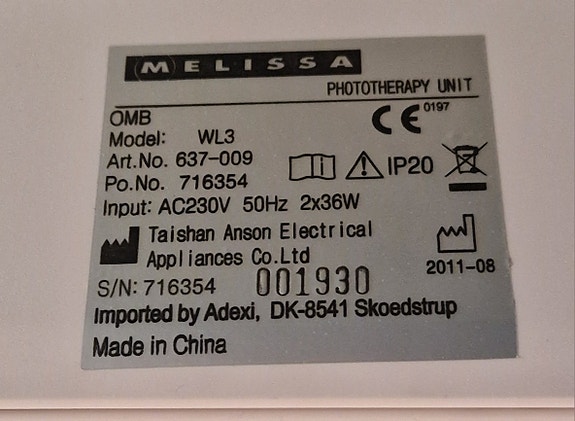 MELISSA
PHOTOTHERAPY UNIT
OMB
CE 0197
Model: WL3
Art.No. 637-009
IP20
Po.No. 716354
Input: AC230V 50Hz 2x36W
Taishan Anson Electrical
Appliances Co.Ltd
2011-08
S/N: 716354 001930
Imported by Adexi, DK-8541 Skoedstrup
Made in China